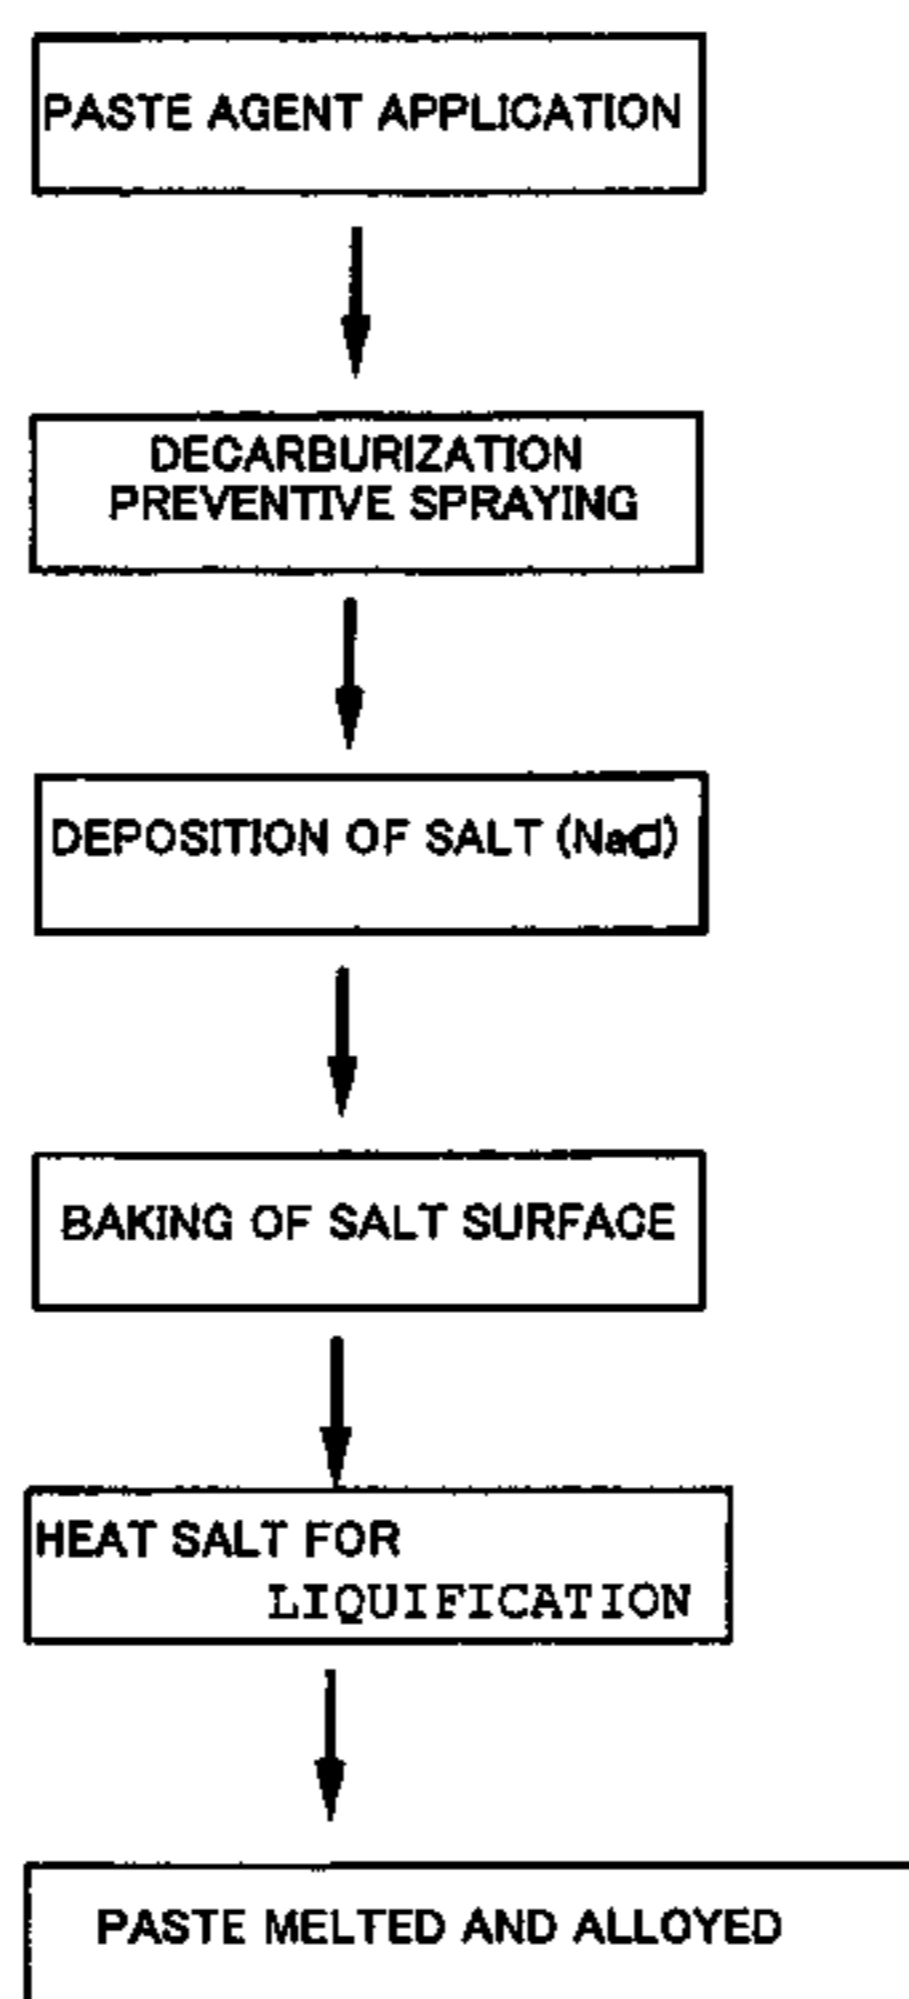 PASTE AGENT APPLICATION
DECARBURIZATION
PREVENTIVE SPRAYING
DEPOSITION OF SALT (NaCl)
BAKING OF SALT SURFACE
HEAT SALT FOR
LIQUIFICATION
PASTE MELTED AND ALLOYED